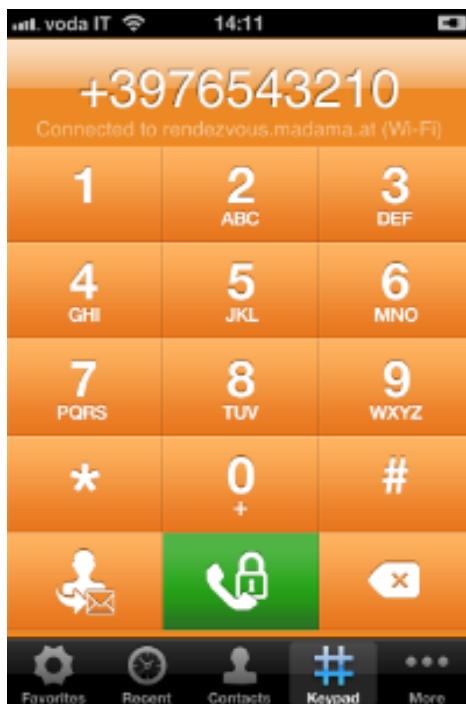 voda IT 14:11
+3976543210
Connected to rendezvous.madama.at (Wi-Fi)
1 2 3
ABC DEF
4 5 6
GHI JKL MNO
7 8 9
PQRS TUV WXYZ
* 0 #
+
Favorites Recent Contacts Keypad More